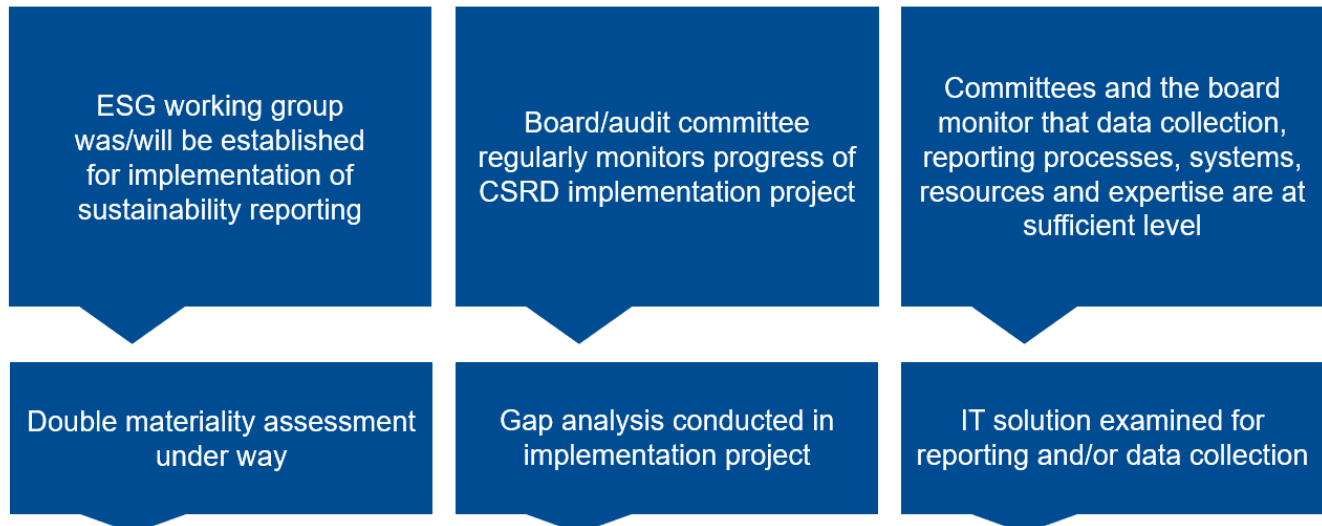 ESG working group
was/will be established
for implementation of
sustainability reporting
Board/audit committee
regularly monitors progress of
CSRD implementation project
Committees and the board
monitor that data collection,
reporting processes, systems,
resources and expertise are at
sufficient level
Double materiality assessment
under way
Gap analysis conducted in
implementation project
IT solution examined for
reporting and/or data collection